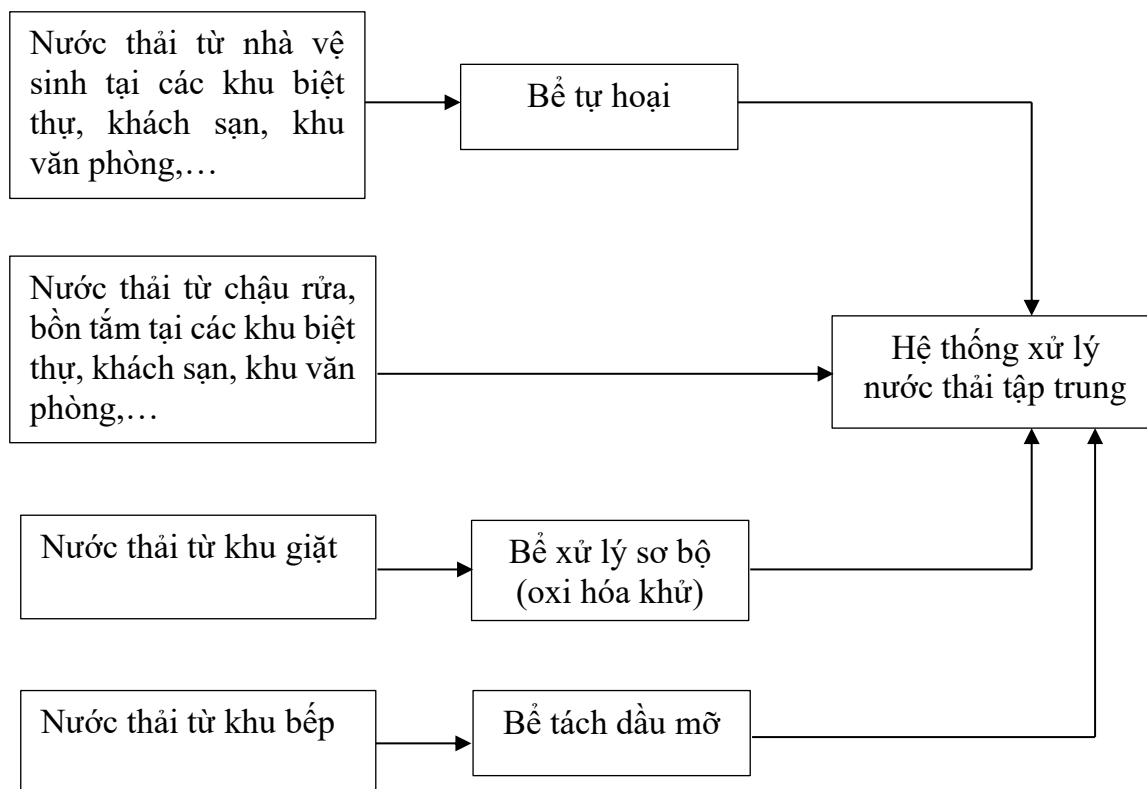 Nước thải từ nhà vệ
sinh tại các khu biệt
thự, khách sạn, khu
văn phòng,…
Bể tự hoại
Nước thải từ chậu rửa,
bồn tắm tại các khu biệt
thự, khách sạn, khu văn
phòng,…
Hệ thống xử lý
nước thải tập trung
Nước thải từ khu giặt
Bể xử lý sơ bộ
(oxi hóa khử)
Nước thải từ khu bếp
Bể tách dầu mỡ